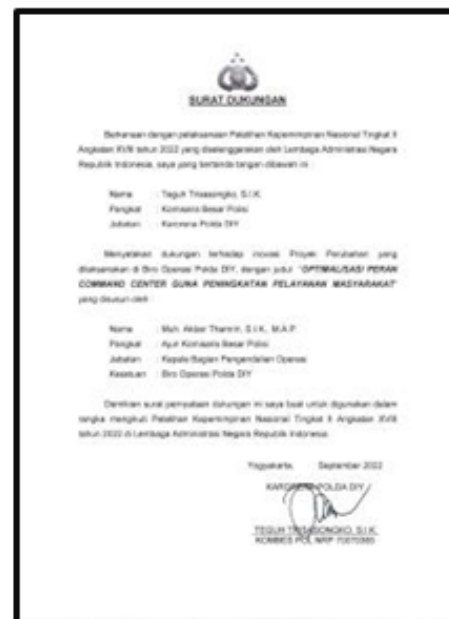 SURAT DUKUNGAN
Berkenaan dengan pelaksanaan Pelatihan Kepemimpinan Nasional Tingkat II
Angkatan XVIII tahun 2022 yang diselenggarakan oleh Lembaga Administrasi Negara
Republik Indonesia, saya yang bertanda tangan dibawah ini :
Nama : Teguh Trisasongko, S.I.K.
Pangkat : Komisaris Besar Polisi
Jabatan : Karorena Polda DIY
Menyatakan dukungan terhadap inovasi Proyek Perubahan yang
dilaksanakan di Biro Operasi Polda DIY, dengan judul "OPTIMALISASI PERAN
COMMAND CENTER GUNA PENINGKATAN PELAYANAN MASYARAKAT"
yang disusun oleh :
Nama : Muh. Akbar Thamrin, S.I.K., M.A.P.
Pangkat : Ajun Komisaris Besar Polisi
Jabatan : Kepala Bagian Pengendalian Operasi
Kesatuan : Biro Operasi Polda DIY
Demikian surat pernyataan dukungan ini saya buat untuk digunakan dalam
rangka mengikuti Pelatihan Kepemimpinan Nasional Tingkat II Angkatan XVIII
tahun 2022 di Lembaga Administrasi Negara Republik Indonesia.
Yogyakarta, September 2022
KARORENA POLDA DIY
TEGUH TRISASONGKO, S.I.K.
KOMBES POL NRP